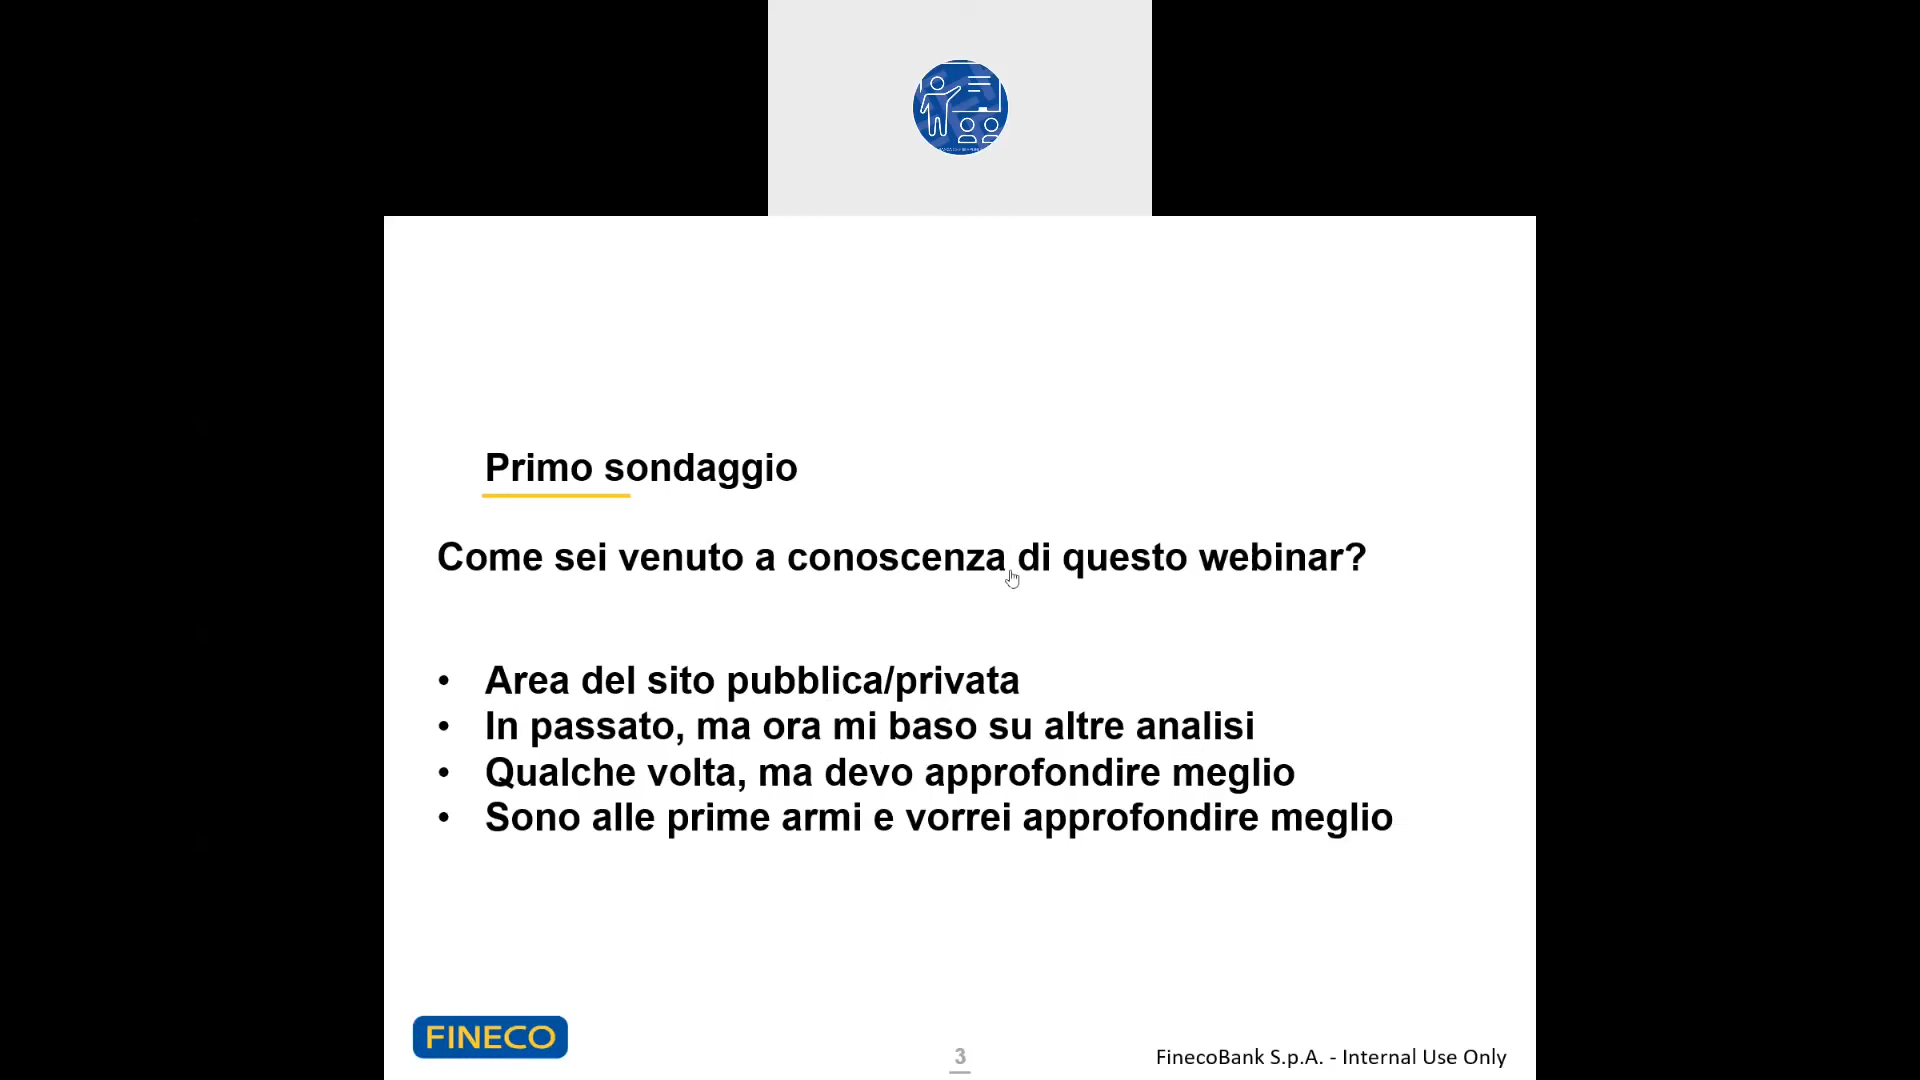 Primo sondaggio
Come sei venuto a conoscenza di questo webinar?
• Area del sito pubblica/privata
• In passato, ma ora mi baso su altre analisi
• Qualche volta, ma devo approfondire meglio
• Sono alle prime armi e vorrei approfondire meglio
FINECO
3
FinecoBank S.p.A. - Internal Use Only